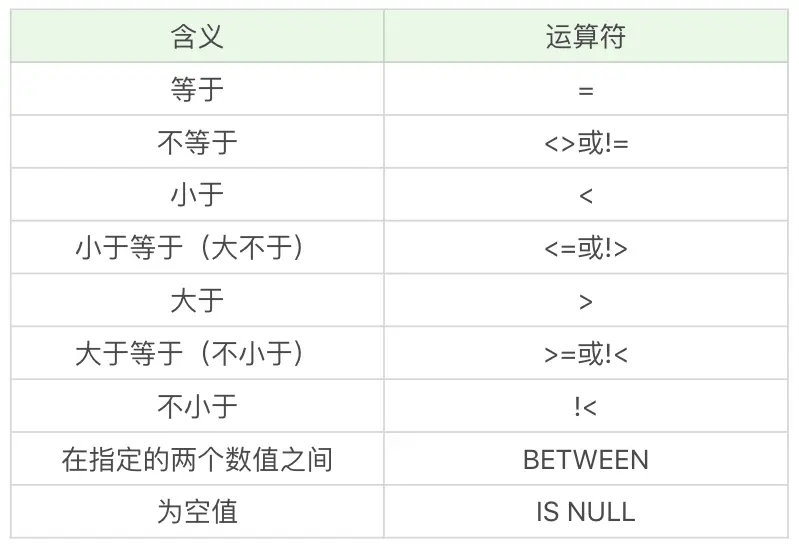 含义 运算符
等于 =
不等于 <>或!=
小于 <
小于等于（大不于） <=或!>
大于 >
大于等于（不小于） >=或!<
不小于 !<
在指定的两个数值之间 BETWEEN
为空值 IS NULL